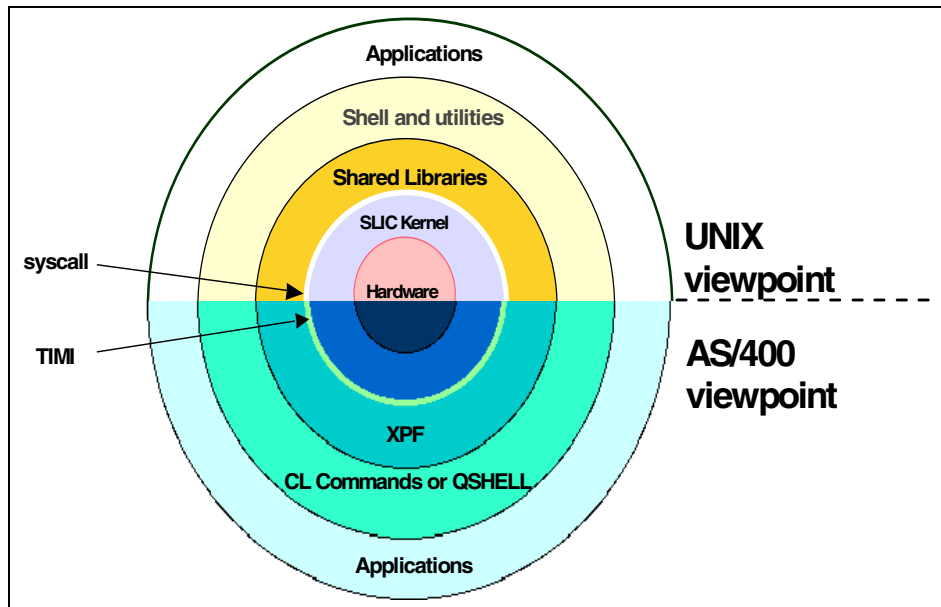 Applications
Shell and utilities
Shared Libraries
SLIC Kernel
UNIX
viewpoint
syscall
Hardware
TIMI
AS/400
viewpoint
XPF
CL Commands or QSHELL
Applications